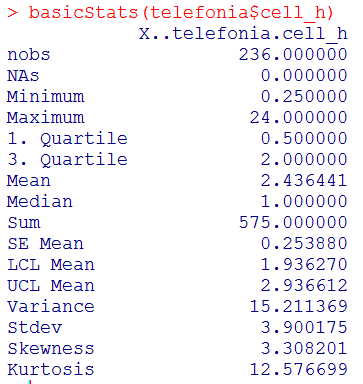 > basicStats(telefonia$cell_h)
X..telefonia.cell_h
nobs 236.000000
NAs 0.000000
Minimum 0.250000
Maximum 24.000000
1. Quartile 0.500000
3. Quartile 2.000000
Mean 2.436441
Median 1.000000
Sum 575.000000
SE Mean 0.253880
LCL Mean 1.936270
UCL Mean 2.936612
Variance 15.211369
Stdev 3.900175
Skewness 3.308201
Kurtosis 12.576699